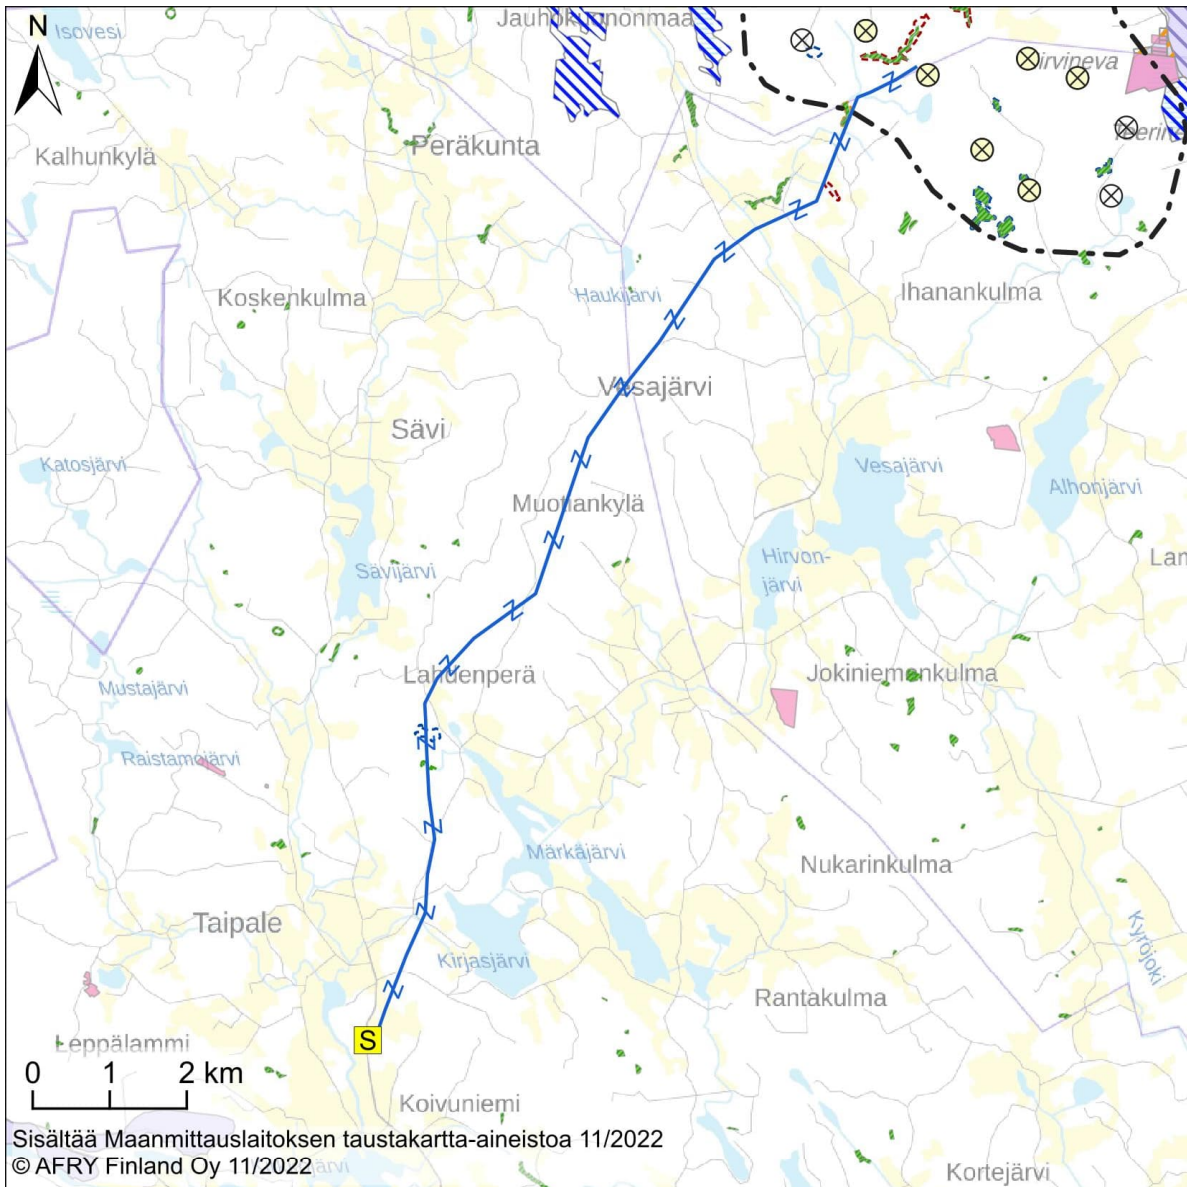 N
Isovesi
Kalhunkylä
Peräkunta
Koskenkulma
Haukijärvi
Ihanankulma
Vesajärvi
Sävi
Katosjärvi
Vesajärvi
Alhonjärvi
Muotiankylä
Hirvon-
järvi
Sävijärvi
Lahdenperä
Jokiniemenkulma
Mustajärvi
Raistamojärvi
Märkäjärvi
Nukarinkulma
Taipale
Kirjasjärvi
Kyröjoki
Rantakulma
S
Leppälammi
0 1 2 km
Koivuniemi
Sisältää Maanmittauslaitoksen taustakartta-aineistoa 11/2022
© AFRY Finland Oy 11/2022
Kortejärvi